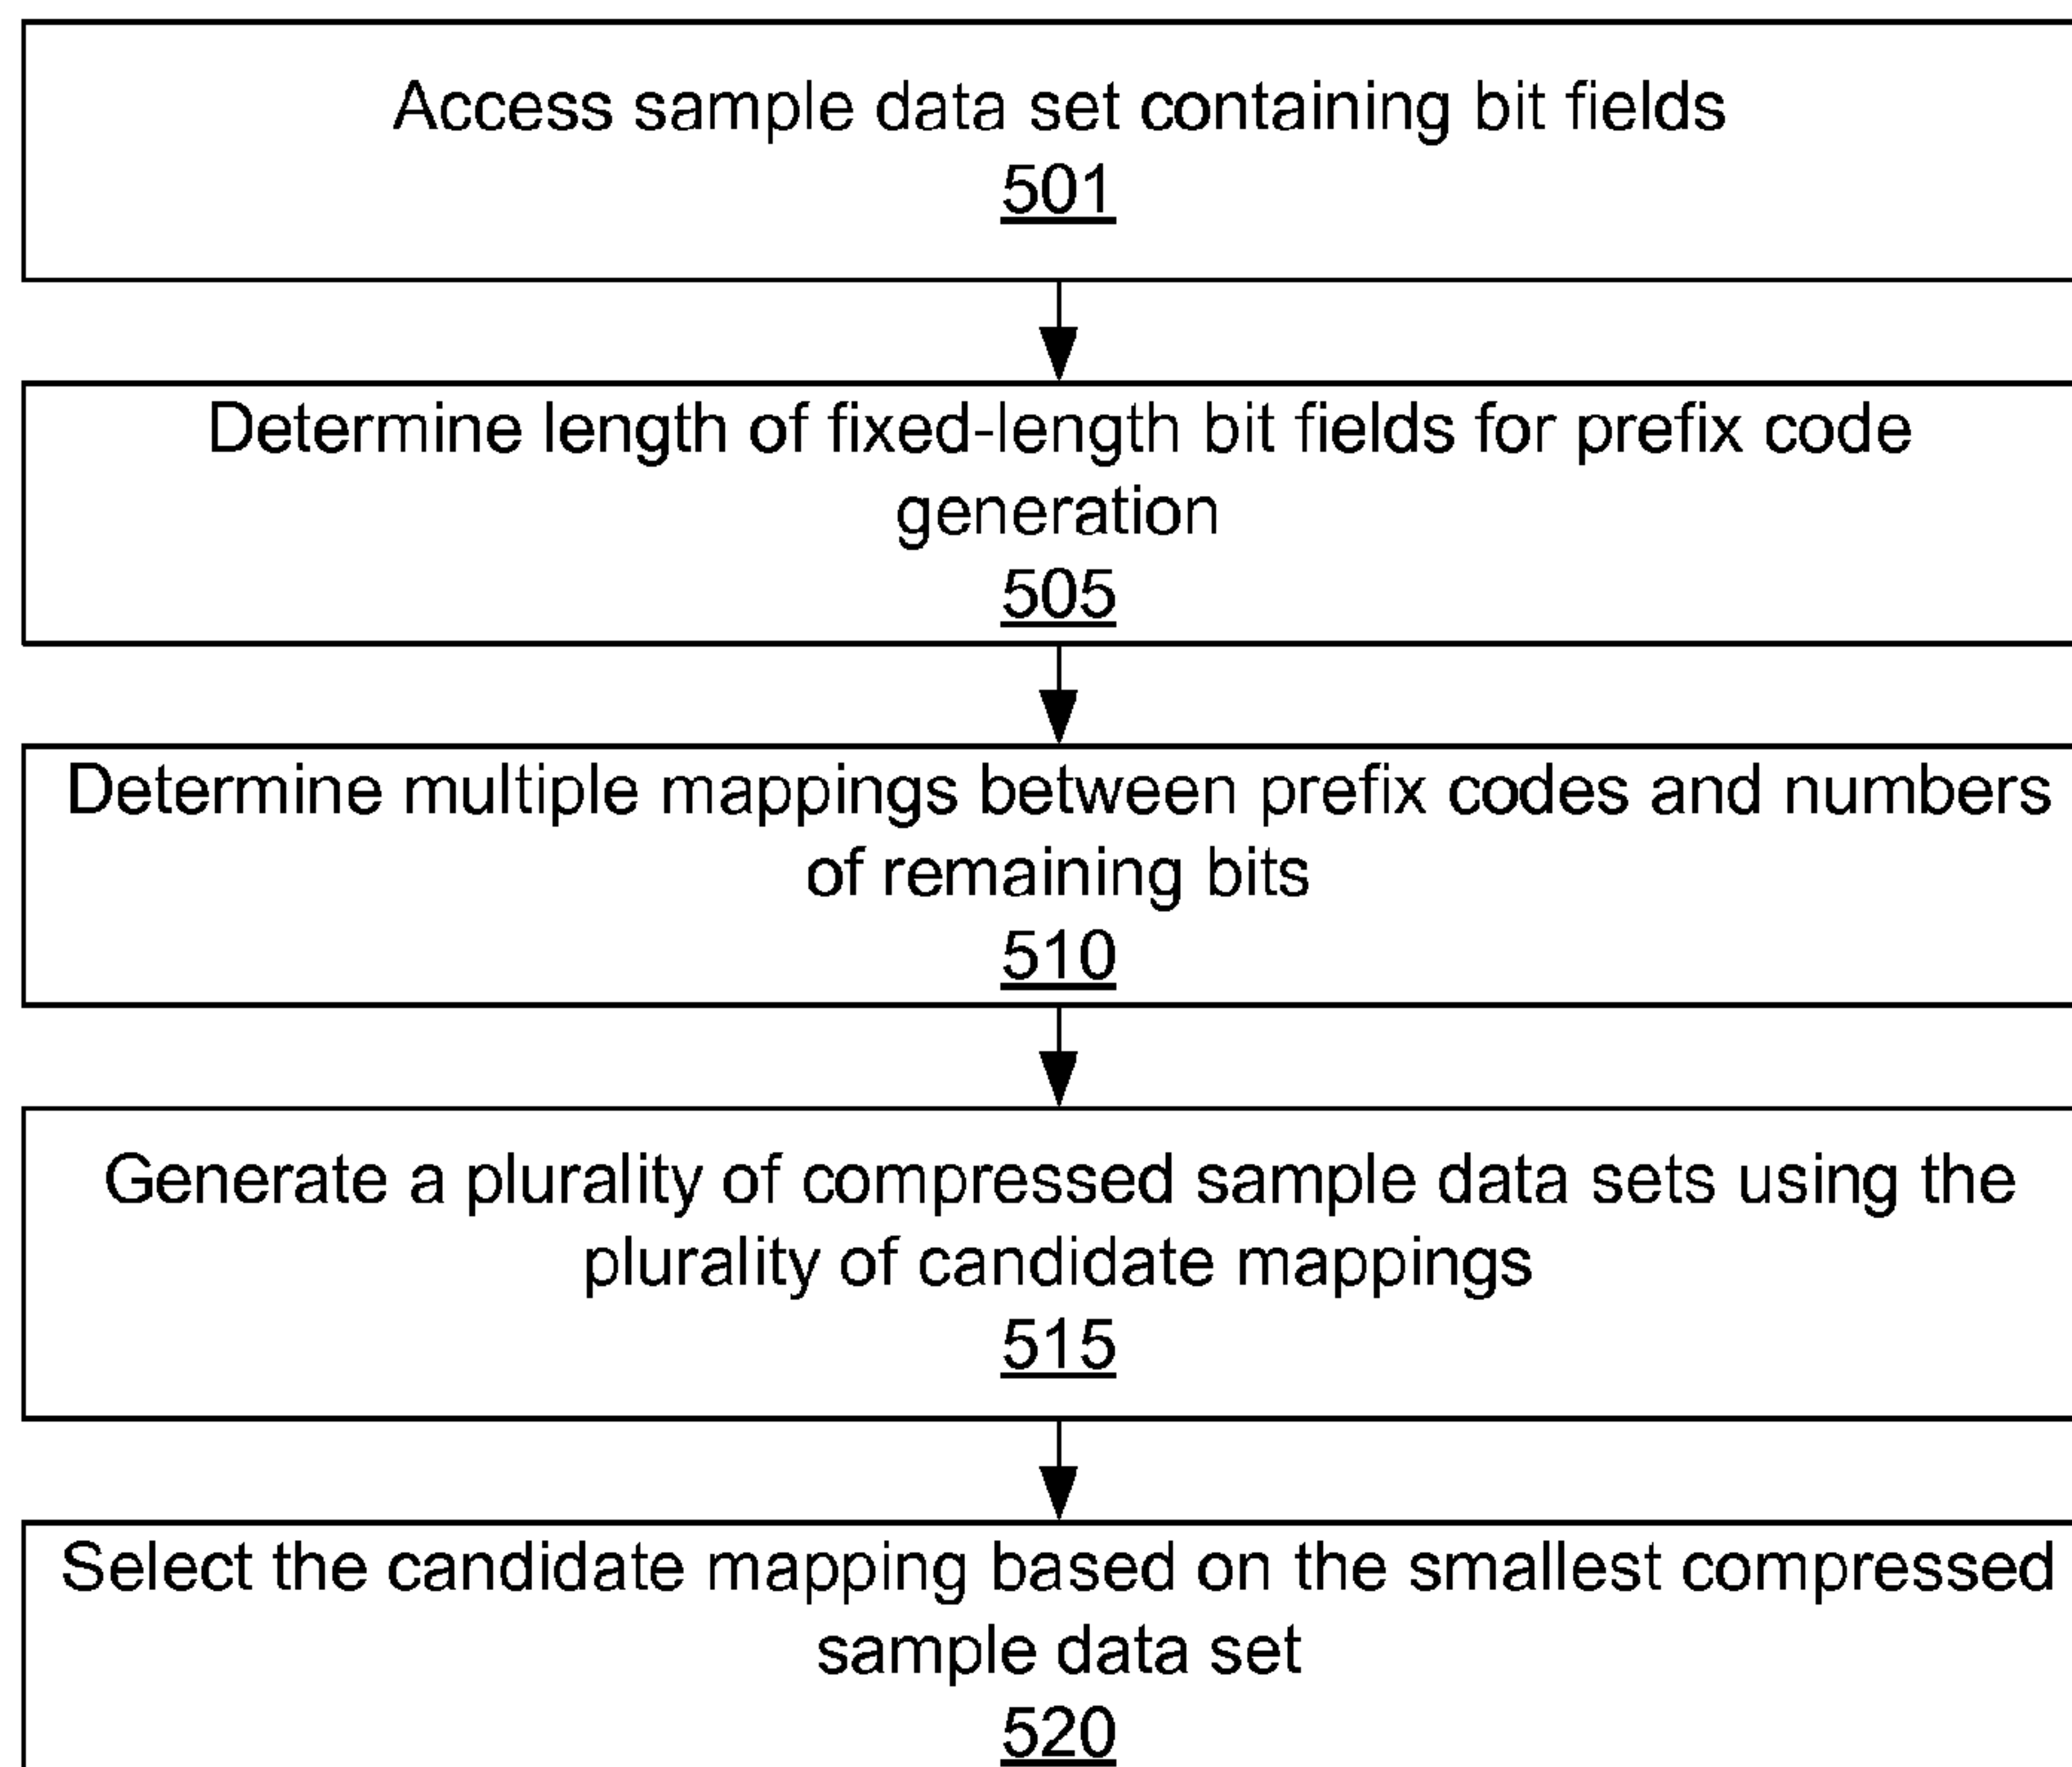 Access sample data set containing bit fields
501
Determine length of fixed-length bit fields for prefix code
generation
505
Determine multiple mappings between prefix codes and numbers
of remaining bits
510
Generate a plurality of compressed sample data sets using the
plurality of candidate mappings
515
Select the candidate mapping based on the smallest compressed
sample data set
520